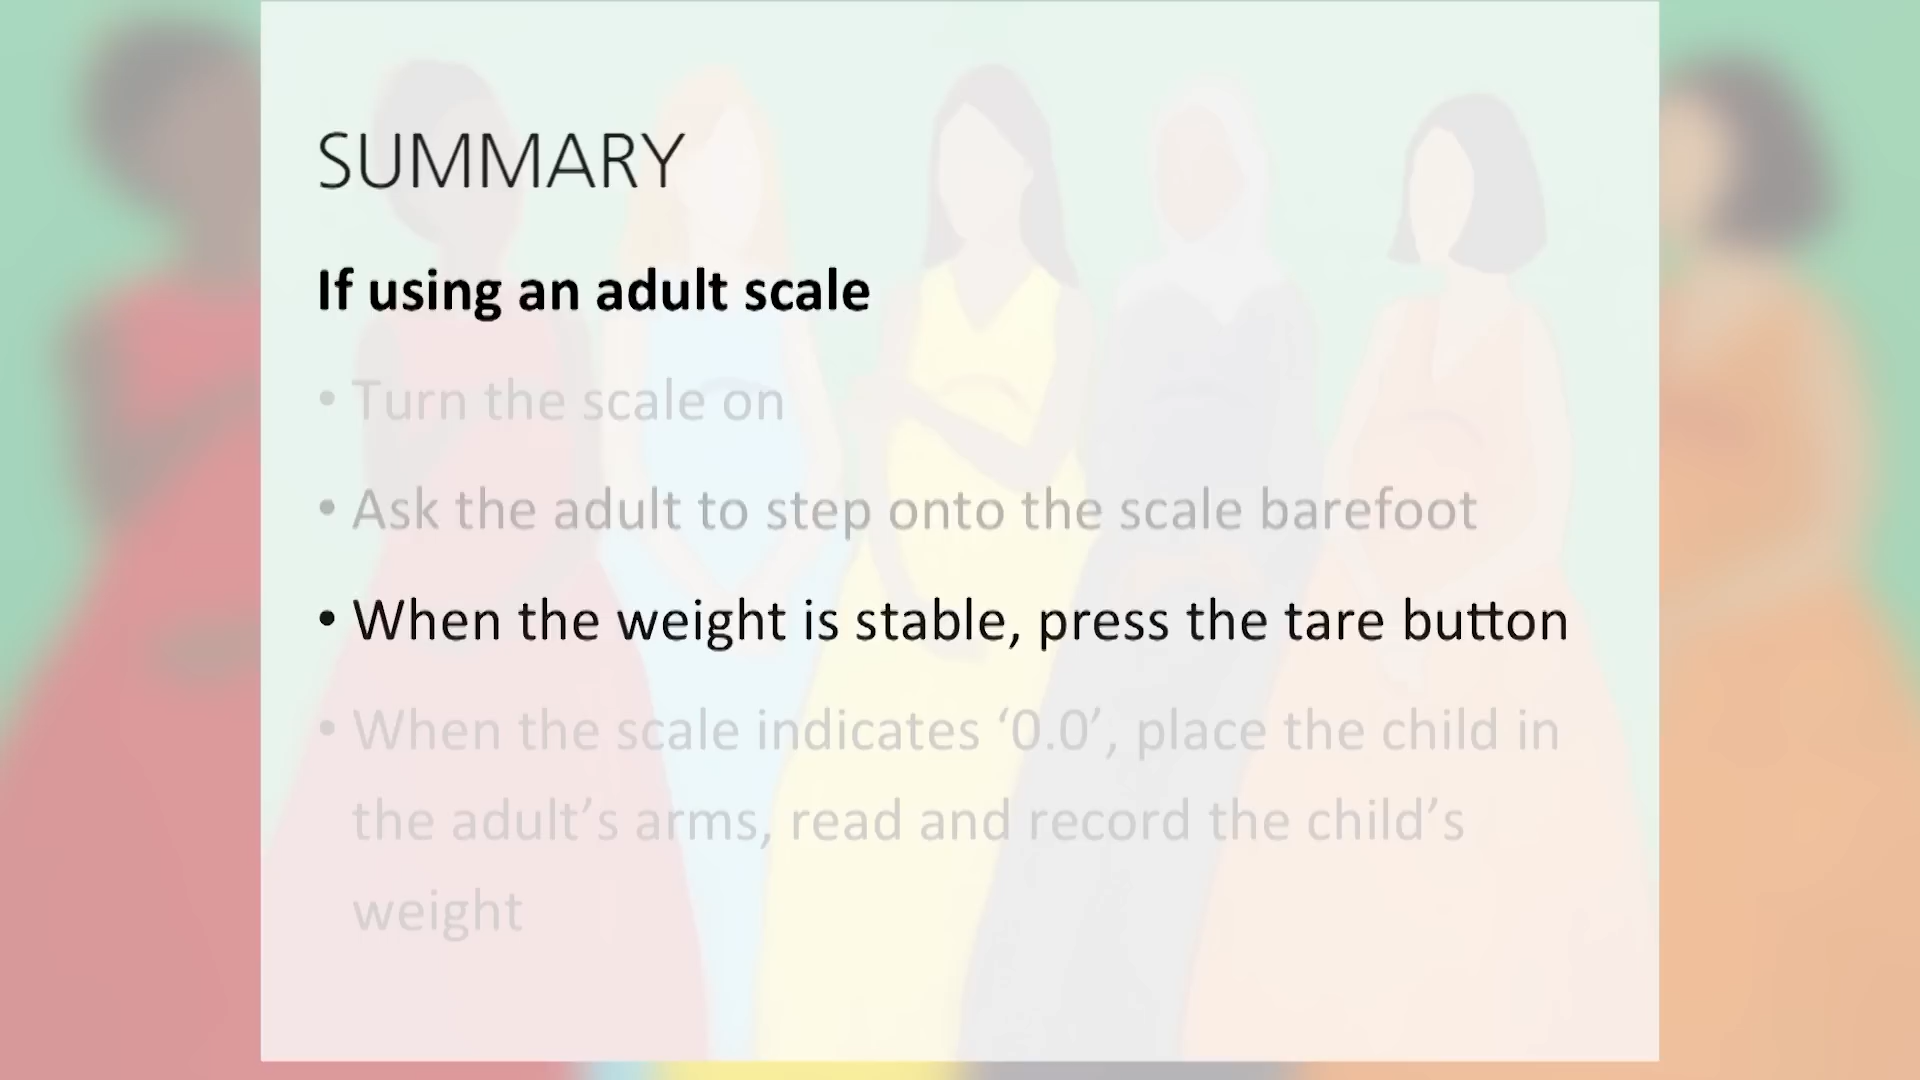 SUMMARY
If using an adult scale
• Turn the scale on
• Ask the adult to step onto the scale barefoot
• When the weight is stable, press the tare button
• When the scale indicates ‘0.0’, place the child in
the adult’s arms, read and record the child’s
weight